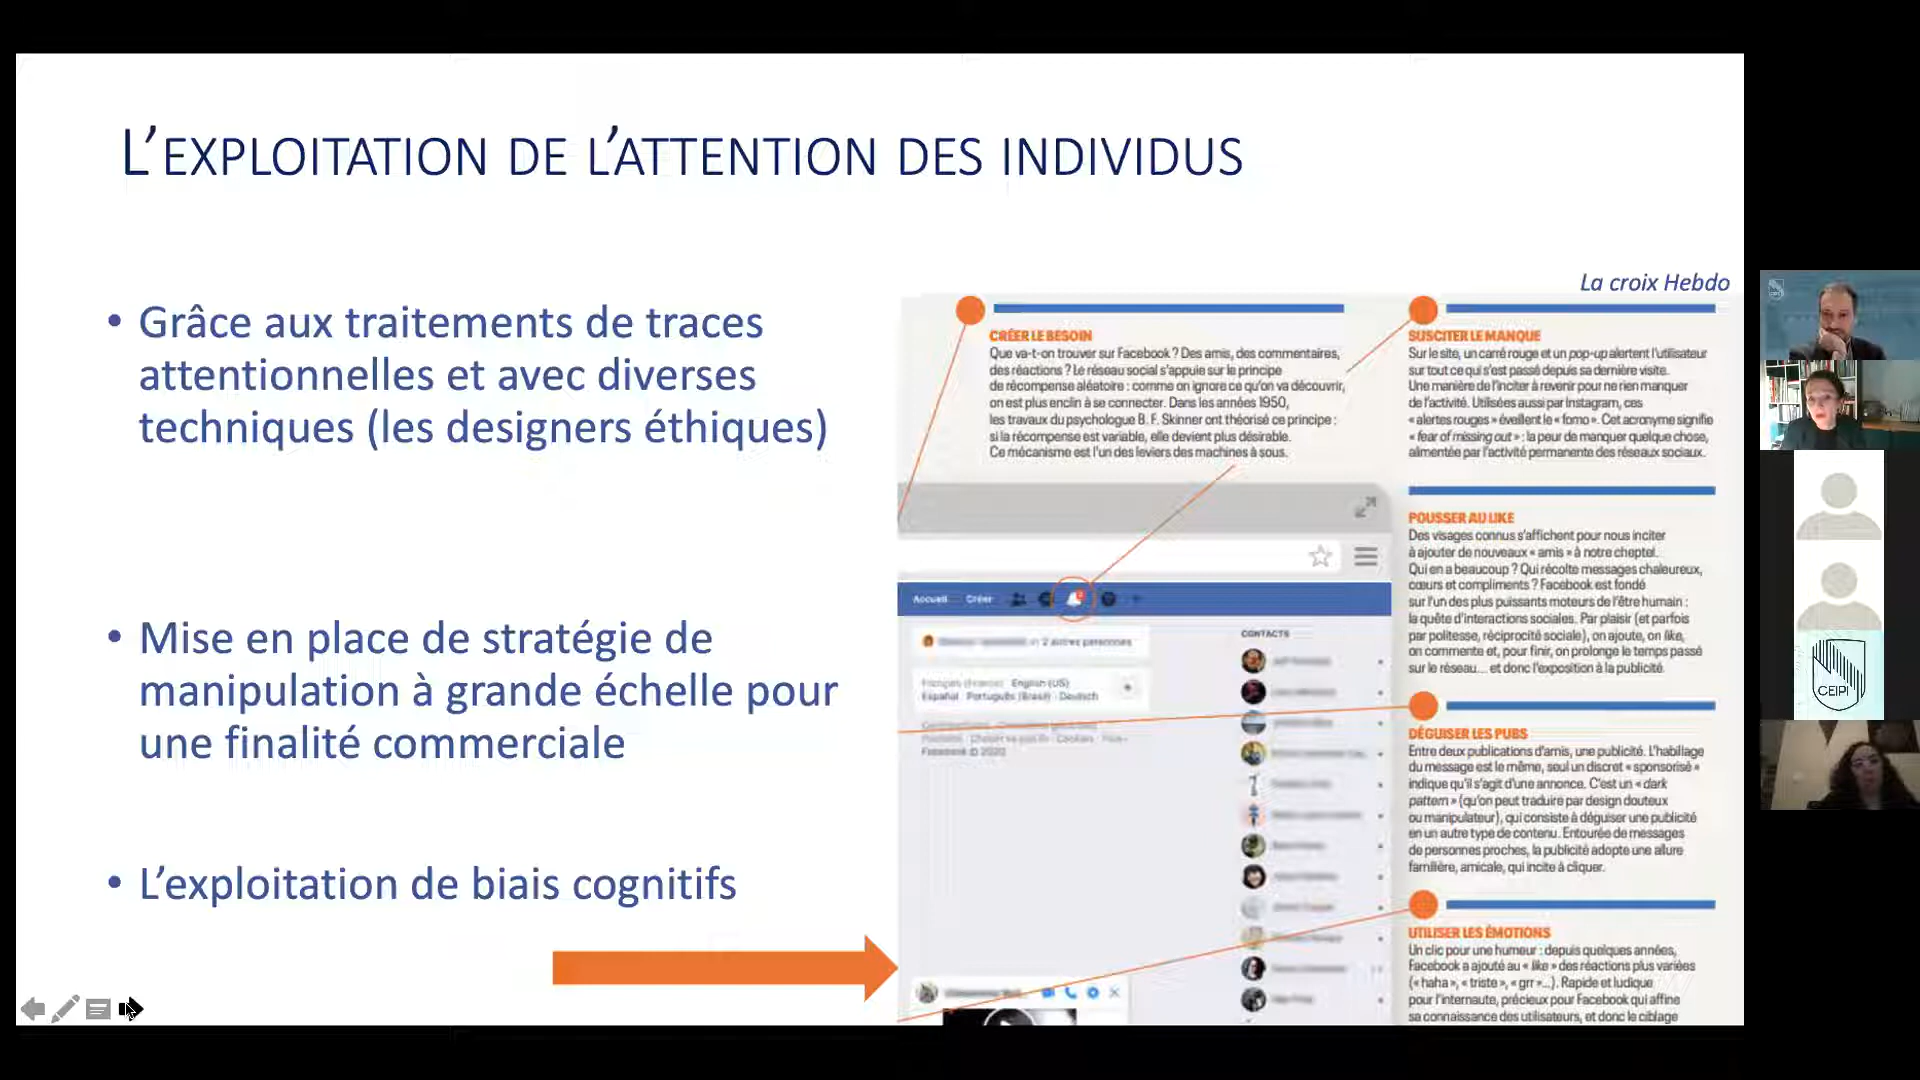 L'EXPLOITATION DE L'ATTENTION DES INDIVIDUS
• Grâce aux traitements de traces
attentionnelles et avec diverses
techniques (les designers éthiques)
• Mise en place de stratégie de
manipulation à grande échelle pour
une finalité commerciale
• L'exploitation de biais cognitifs
La croix Hebdo
CRÉER LE BESOIN
Que va-t-on trouver sur Facebook ? Des amis, des commentaires,
des réactions ? Le réseau social s'appuie sur le principe
de récompense aléatoire : comme on ignore ce qu'on va découvrir,
on est plus enclin à se connecter. Dans les années 1950,
les travaux du psychologue B. F. Skinner ont théorisé ce principe :
si la récompense est variable, elle devient plus désirable.
Ce mécanisme est l'un des leviers des machines à sous.
Accueil Créer
2 autres personnes
English (US)
Español · Português (Brasil) · Deutsch
Facebook © 2020
CONTACTS
SUSCITER LE MANQUE
Sur le site, un carré rouge et un pop-up alertent l'utilisateur
sur tout ce qui s'est passé depuis sa dernière visite.
Une manière de l'inciter à revenir pour ne rien manquer
de l'activité. Utilisées aussi par Instagram, ces
« alertes rouges » éveillent le « fomo ». Cet acronyme signifie
« fear of missing out » : la peur de manquer quelque chose,
alimentée par l'activité permanente des réseaux sociaux.
POUSSER AU LIKE
Des visages connus s'affichent pour nous inciter
à ajouter de nouveaux « amis » à notre cheptel.
Qui en a beaucoup ? Qui récolte messages chaleureux,
cœurs et compliments ? Facebook est fondé
sur l'un des plus puissants moteurs de l'être humain :
la quête d'interactions sociales. Par plaisir (et parfois
par politesse, réciprocité sociale), on ajoute, on like,
on commente et, pour finir, on prolonge le temps passé
sur le réseau... et donc l'exposition à la publicité.
DÉGUISER LES PUBS
Entre deux publications d'amis, une publicité. L'habillage
du message est le même, seul un discret « sponsorisé »
indique qu'il s'agit d'une annonce. C'est un « dark
pattern » (qu'on peut traduire par design douteux
ou manipulateur), qui consiste à déguiser une publicité
en un autre type de contenu. Entourée de messages
de personnes proches, la publicité adopte une allure
familière, amicale, qui incite à cliquer.
UTILISER LES ÉMOTIONS
Un clic pour une humeur : depuis quelques années,
Facebook a ajouté au « like » des réactions plus variées
(« haha », « triste », « grr »...). Rapide et ludique
pour l'internaute, précieux pour Facebook qui affine
sa connaissance des utilisateurs, et donc le ciblage
CEIPI